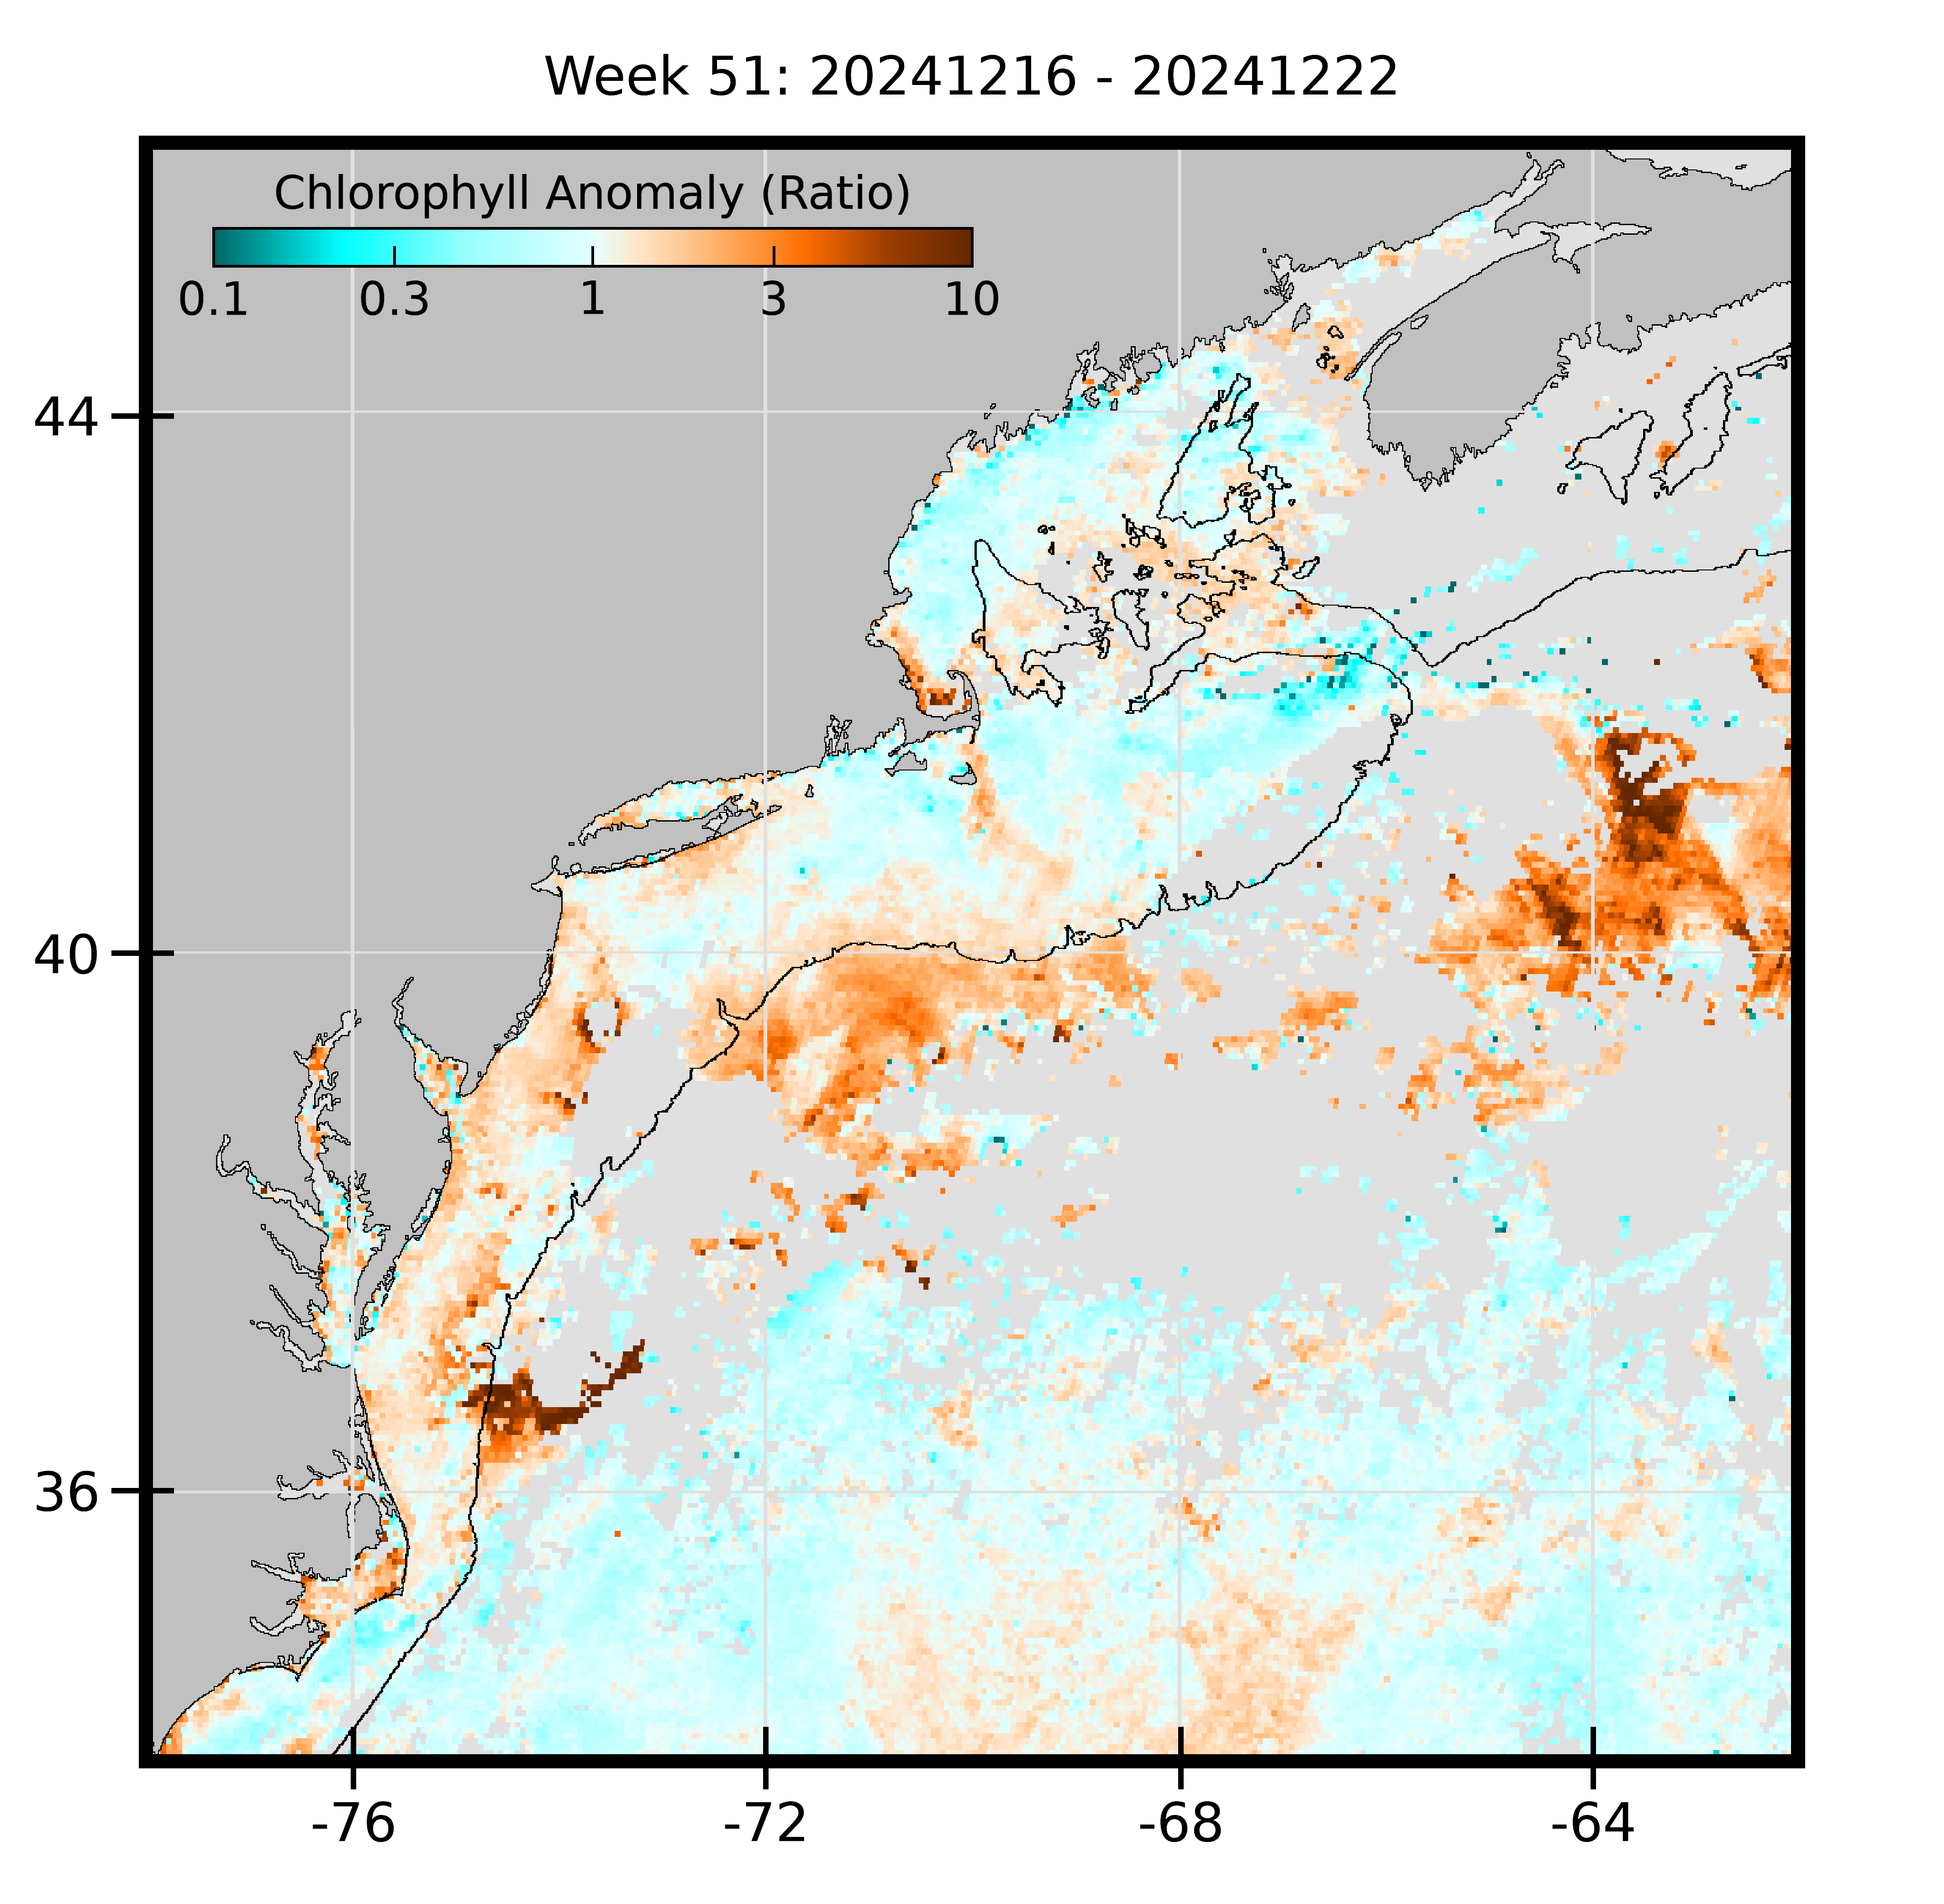 Week 51: 20241216 - 20241222
Chlorophyll Anomaly (Ratio)
0.1 0.3 1 3 10
44
40
36
-76 -72 -68 -64